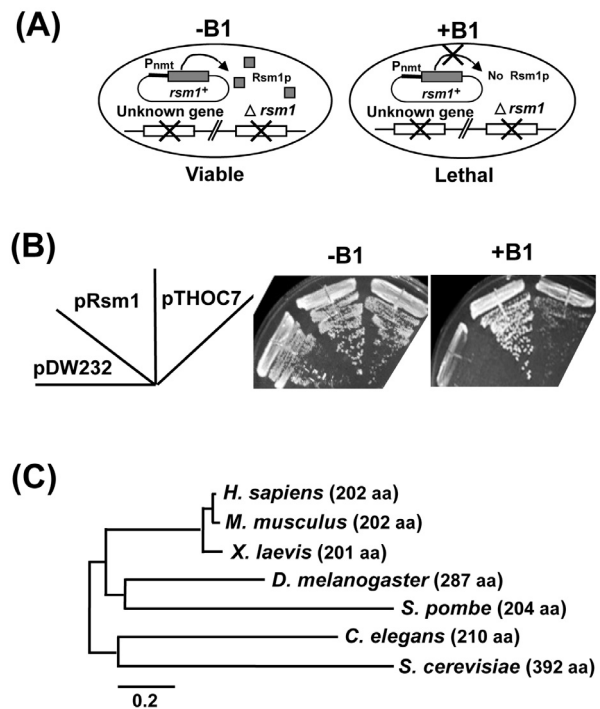 (A)
-B1
+B1
Pnmt
Rsm1p
rsm1+
Unknown gene
Δ rsm1
Viable
Pnmt
No Rsm1p
rsm1+
Unknown gene
Δ rsm1
Lethal
(B)
-B1
+B1
pRsm1
pTHOC7
pDW232
(C)
H. sapiens (202 aa)
M. musculus (202 aa)
X. laevis (201 aa)
D. melanogaster (287 aa)
S. pombe (204 aa)
C. elegans (210 aa)
S. cerevisiae (392 aa)
0.2